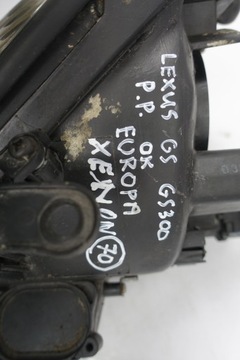 LEXUS GS GS300
P.P. OK
EUROPA
XENON 70